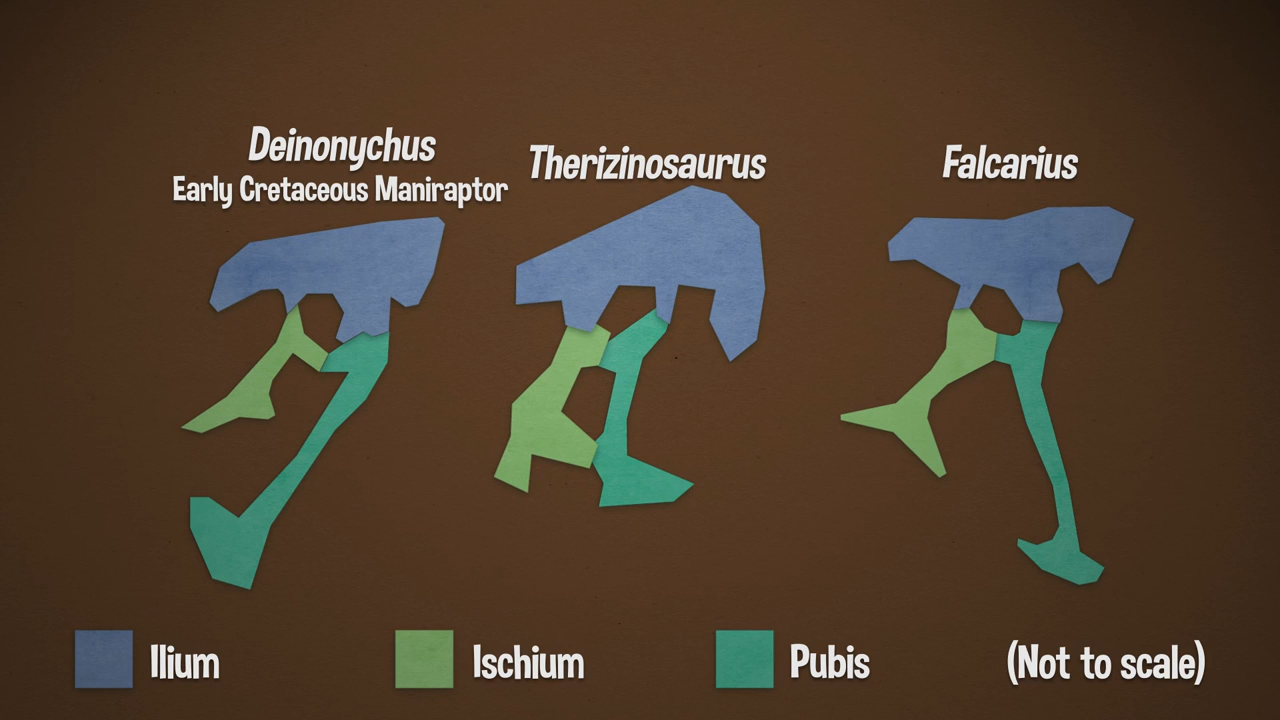 Deinonychus
Early Cretaceous Maniraptor
Therizinosaurus
Falcarius
Ilium
Ischium
Pubis
(Not to scale)